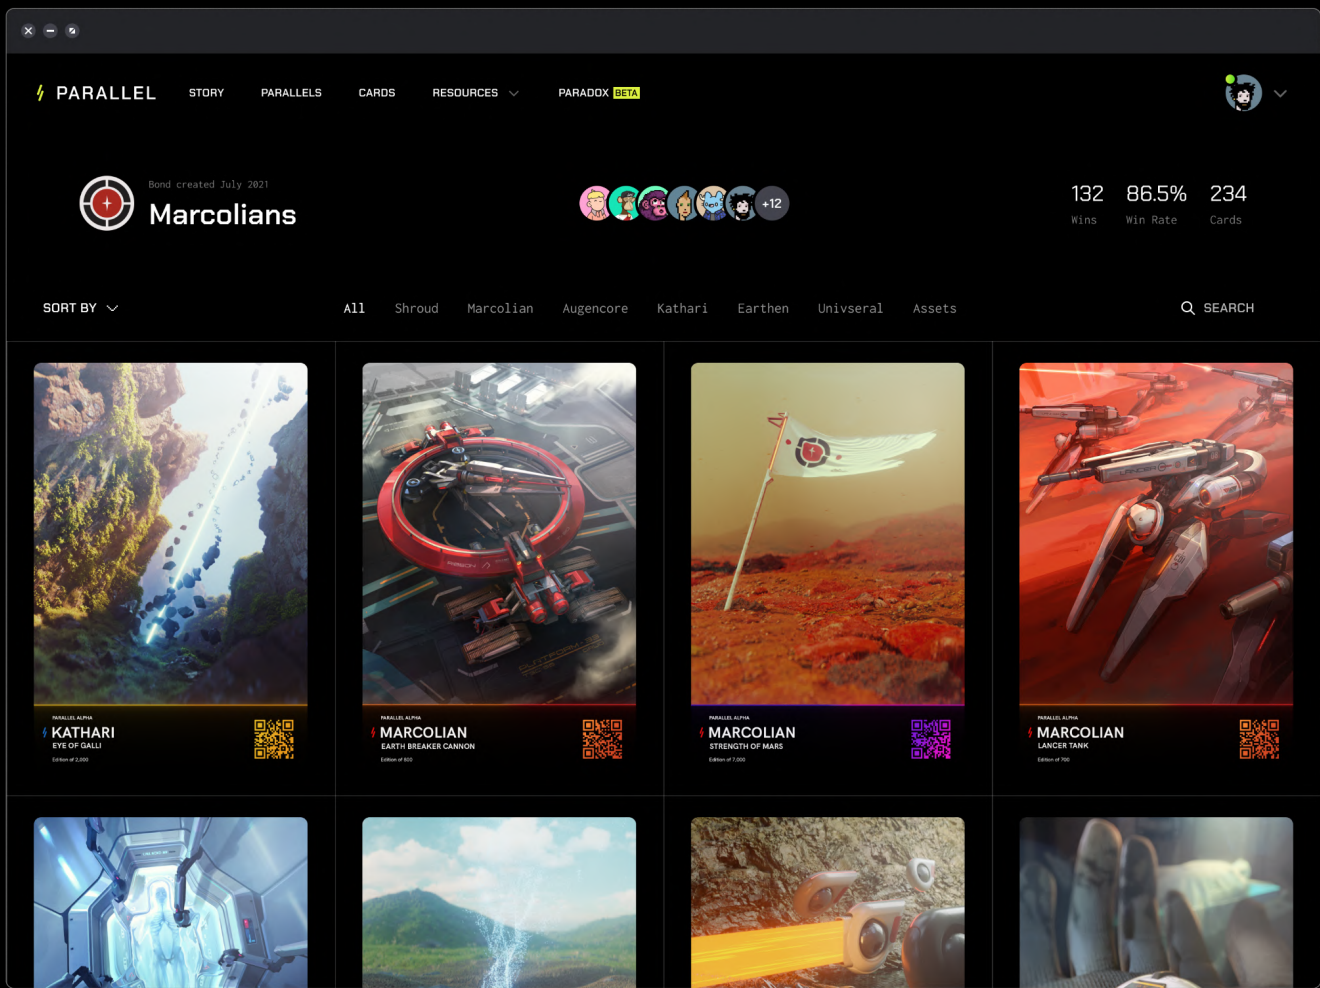 PARALLEL
STORY
PARALLELS
CARDS
RESOURCES
PARADOX BETA
Bond created July 2021
Marcolians
+12
132
Wins
86.5%
Win Rate
234
Cards
SORT BY
All
Shroud
Marcolian
Augencore
Kathari
Earthen
Univseral
Assets
SEARCH
LANCER
PARALLEL ALPHA
KATHARI
EYE OF GALLI
Edition of 2,000
PARALLEL ALPHA
MARCOLIAN
EARTH BREAKER CANNON
Edition of 800
PARALLEL ALPHA
MARCOLIAN
STRENGTH OF MARS
Edition of 7,000
PARALLEL ALPHA
MARCOLIAN
LANCER TANK
Edition of 700